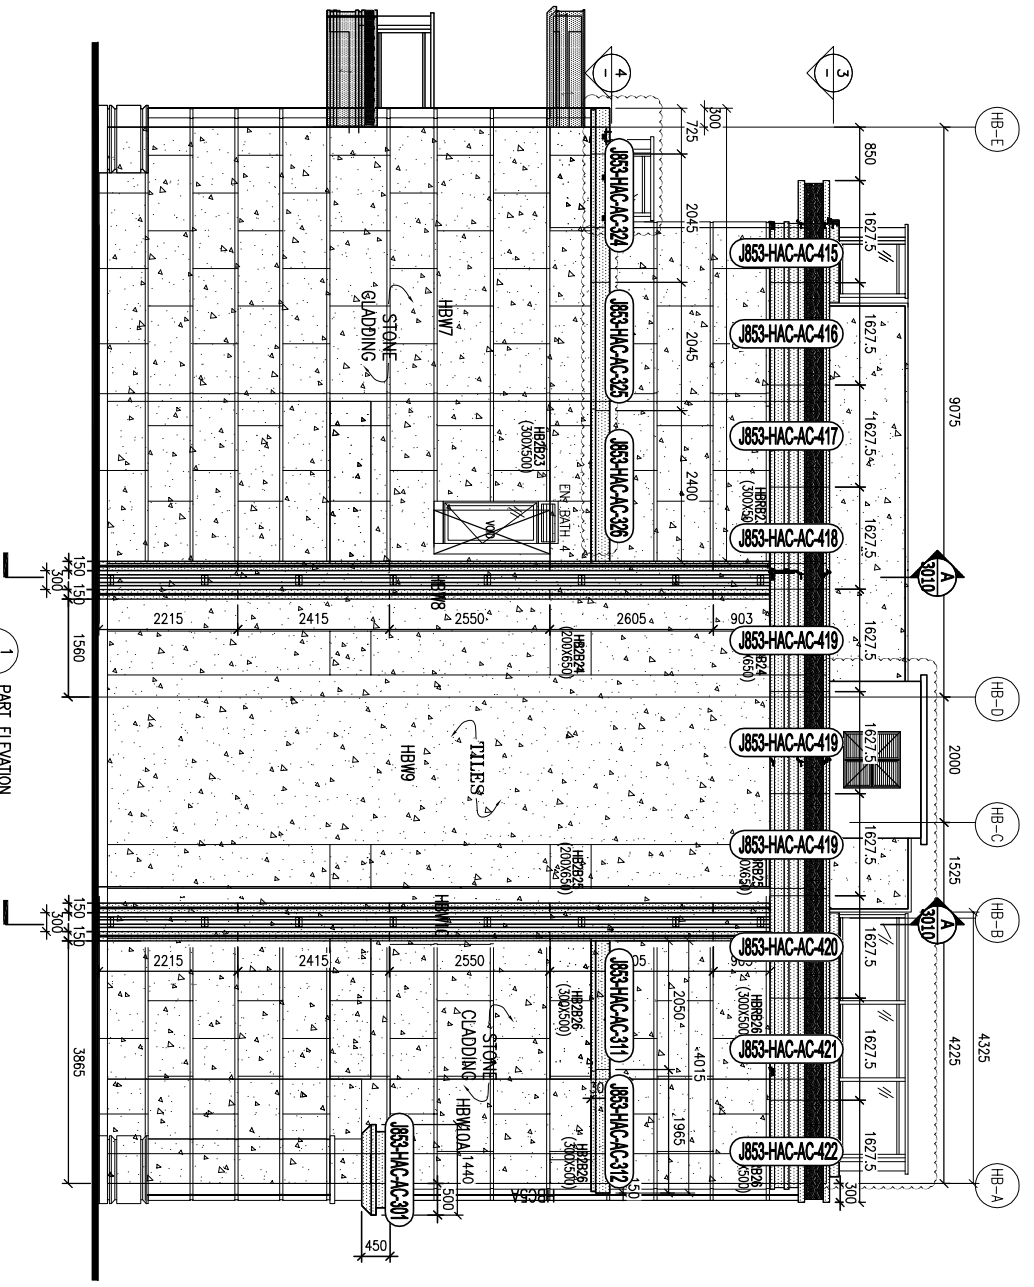 HB-E
HB-D
HB-C
HB-B
HB-A
4325
9075
2000
1525
4225
A
3010
A
3010
3
-
4
-
850
1627.5
1627.5
1627.5
1627.5
1627.5
1627.5
1627.5
1627.5
1627.5
1627.5
300
J853-HAC-AC-415
J853-HAC-AC-416
J853-HAC-AC-417
J853-HAC-AC-418
J853-HAC-AC-419
J853-HAC-AC-419
J853-HAC-AC-419
J853-HAC-AC-420
J853-HAC-AC-421
J853-HAC-AC-422
HBRB26
(300X500)
300
725
2045
2045
2400
2050
4015
1965
150
J853-HAC-AC-324
J853-HAC-AC-325
J853-HAC-AC-326
J853-HAC-AC-311
J853-HAC-AC-312
HB2B23
(300X500)
HB2B24
(200X650)
HB2B25
(200X650)
HB2B26
(300X500)
HB2B26
(300X500)
BATH 4
VOID
HBC5A
HBW7
STONE
CLADDING
HBW8
TILES
HBW9
STONE
CLADDING
HBW10A
1440
500
J853-HAC-AC-301
450
2215
2415
2550
2605
903
2215
2415
2550
150
300
150
1560
150
300
150
3865
1
PART ELEVATION